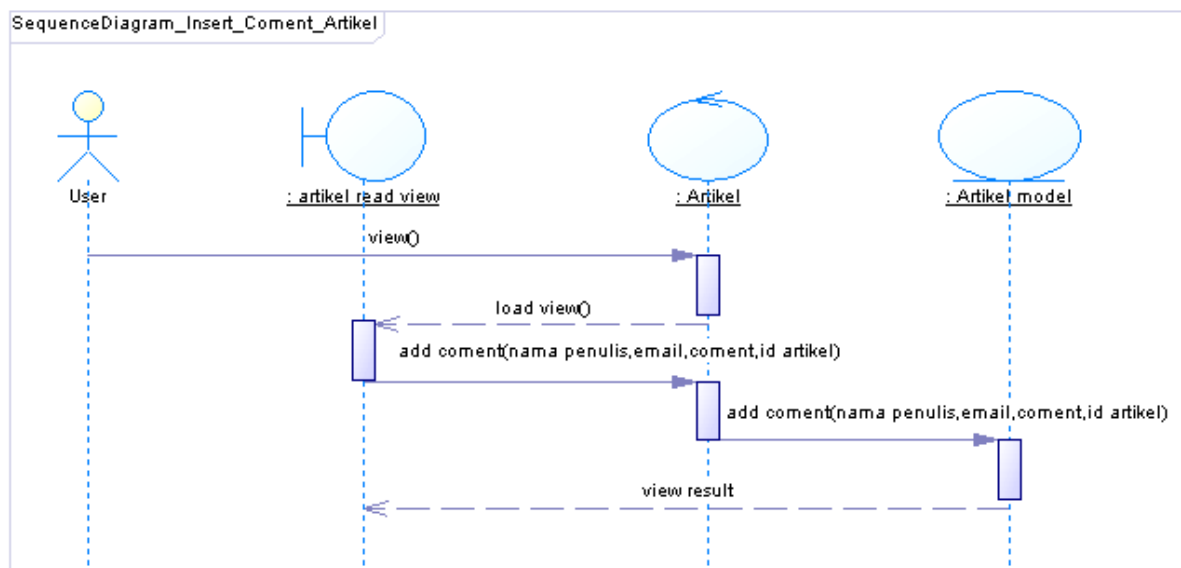 SequenceDiagram_Insert_Coment_Artikel
User
: artikel read view
: Artikel
: Artikel model
view()
load view()
add coment(nama penulis,email,coment,id artikel)
add coment(nama penulis,email,coment,id artikel)
view result